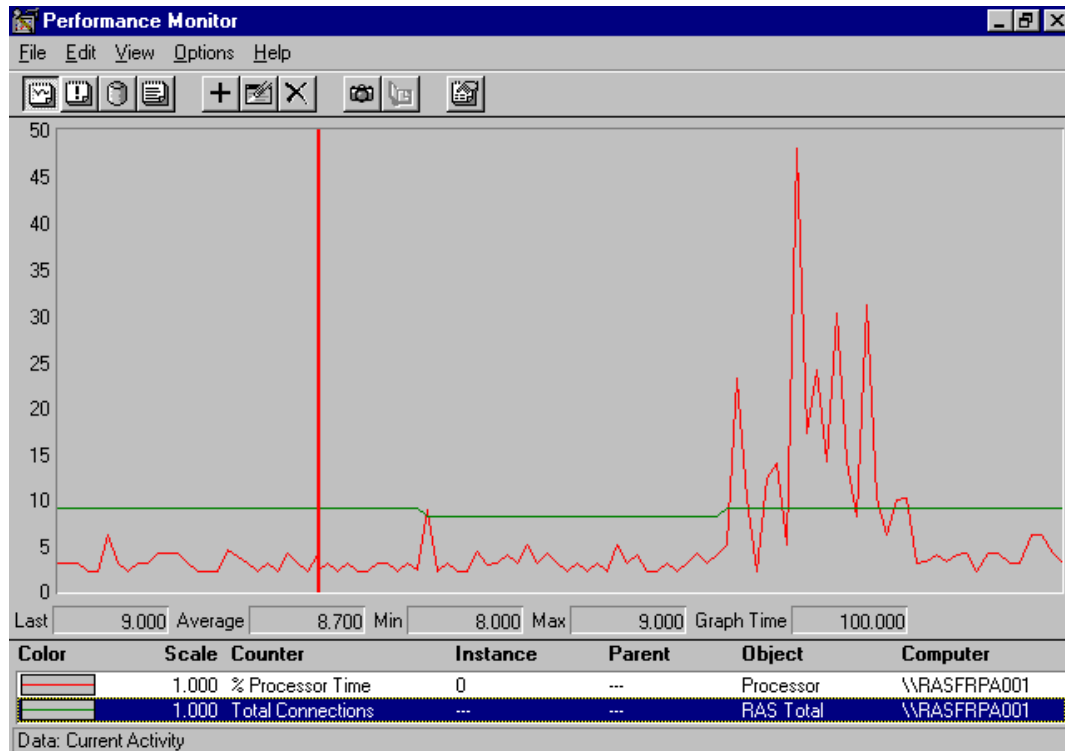 Performance Monitor
File Edit View Options Help
50
45
40
35
30
25
20
15
10
5
0
Last 9.000 Average 8.700 Min 8.000 Max 9.000 Graph Time 100.000
Color Scale Counter Instance Parent Object Computer
1.000 % Processor Time 0 --- Processor \\RASFRPA001
1.000 Total Connections --- --- RAS Total \\RASFRPA001
Data: Current Activity